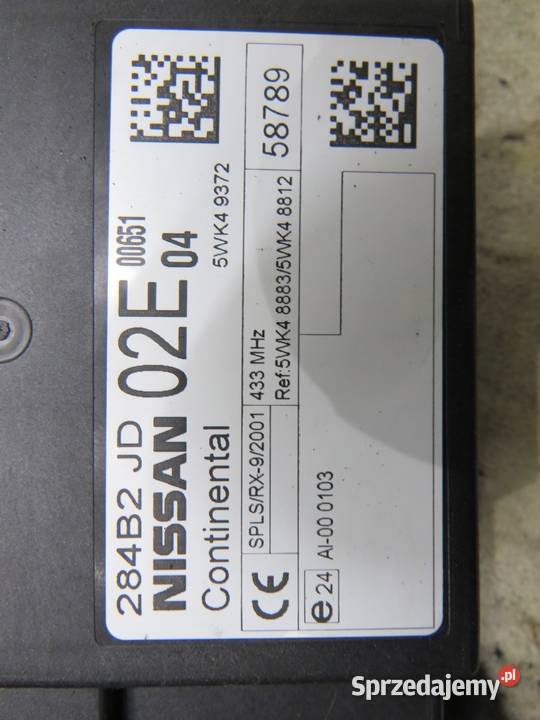 284B2 JD
NISSAN 02E 00651
04
Continental
5WK4 9372
SPLS/RX-9/2001 433 MHz
Ref:5WK4 8883/5WK4 8812
58789
CE
e 24 AI-00 0103
Sprzedajemy.pl